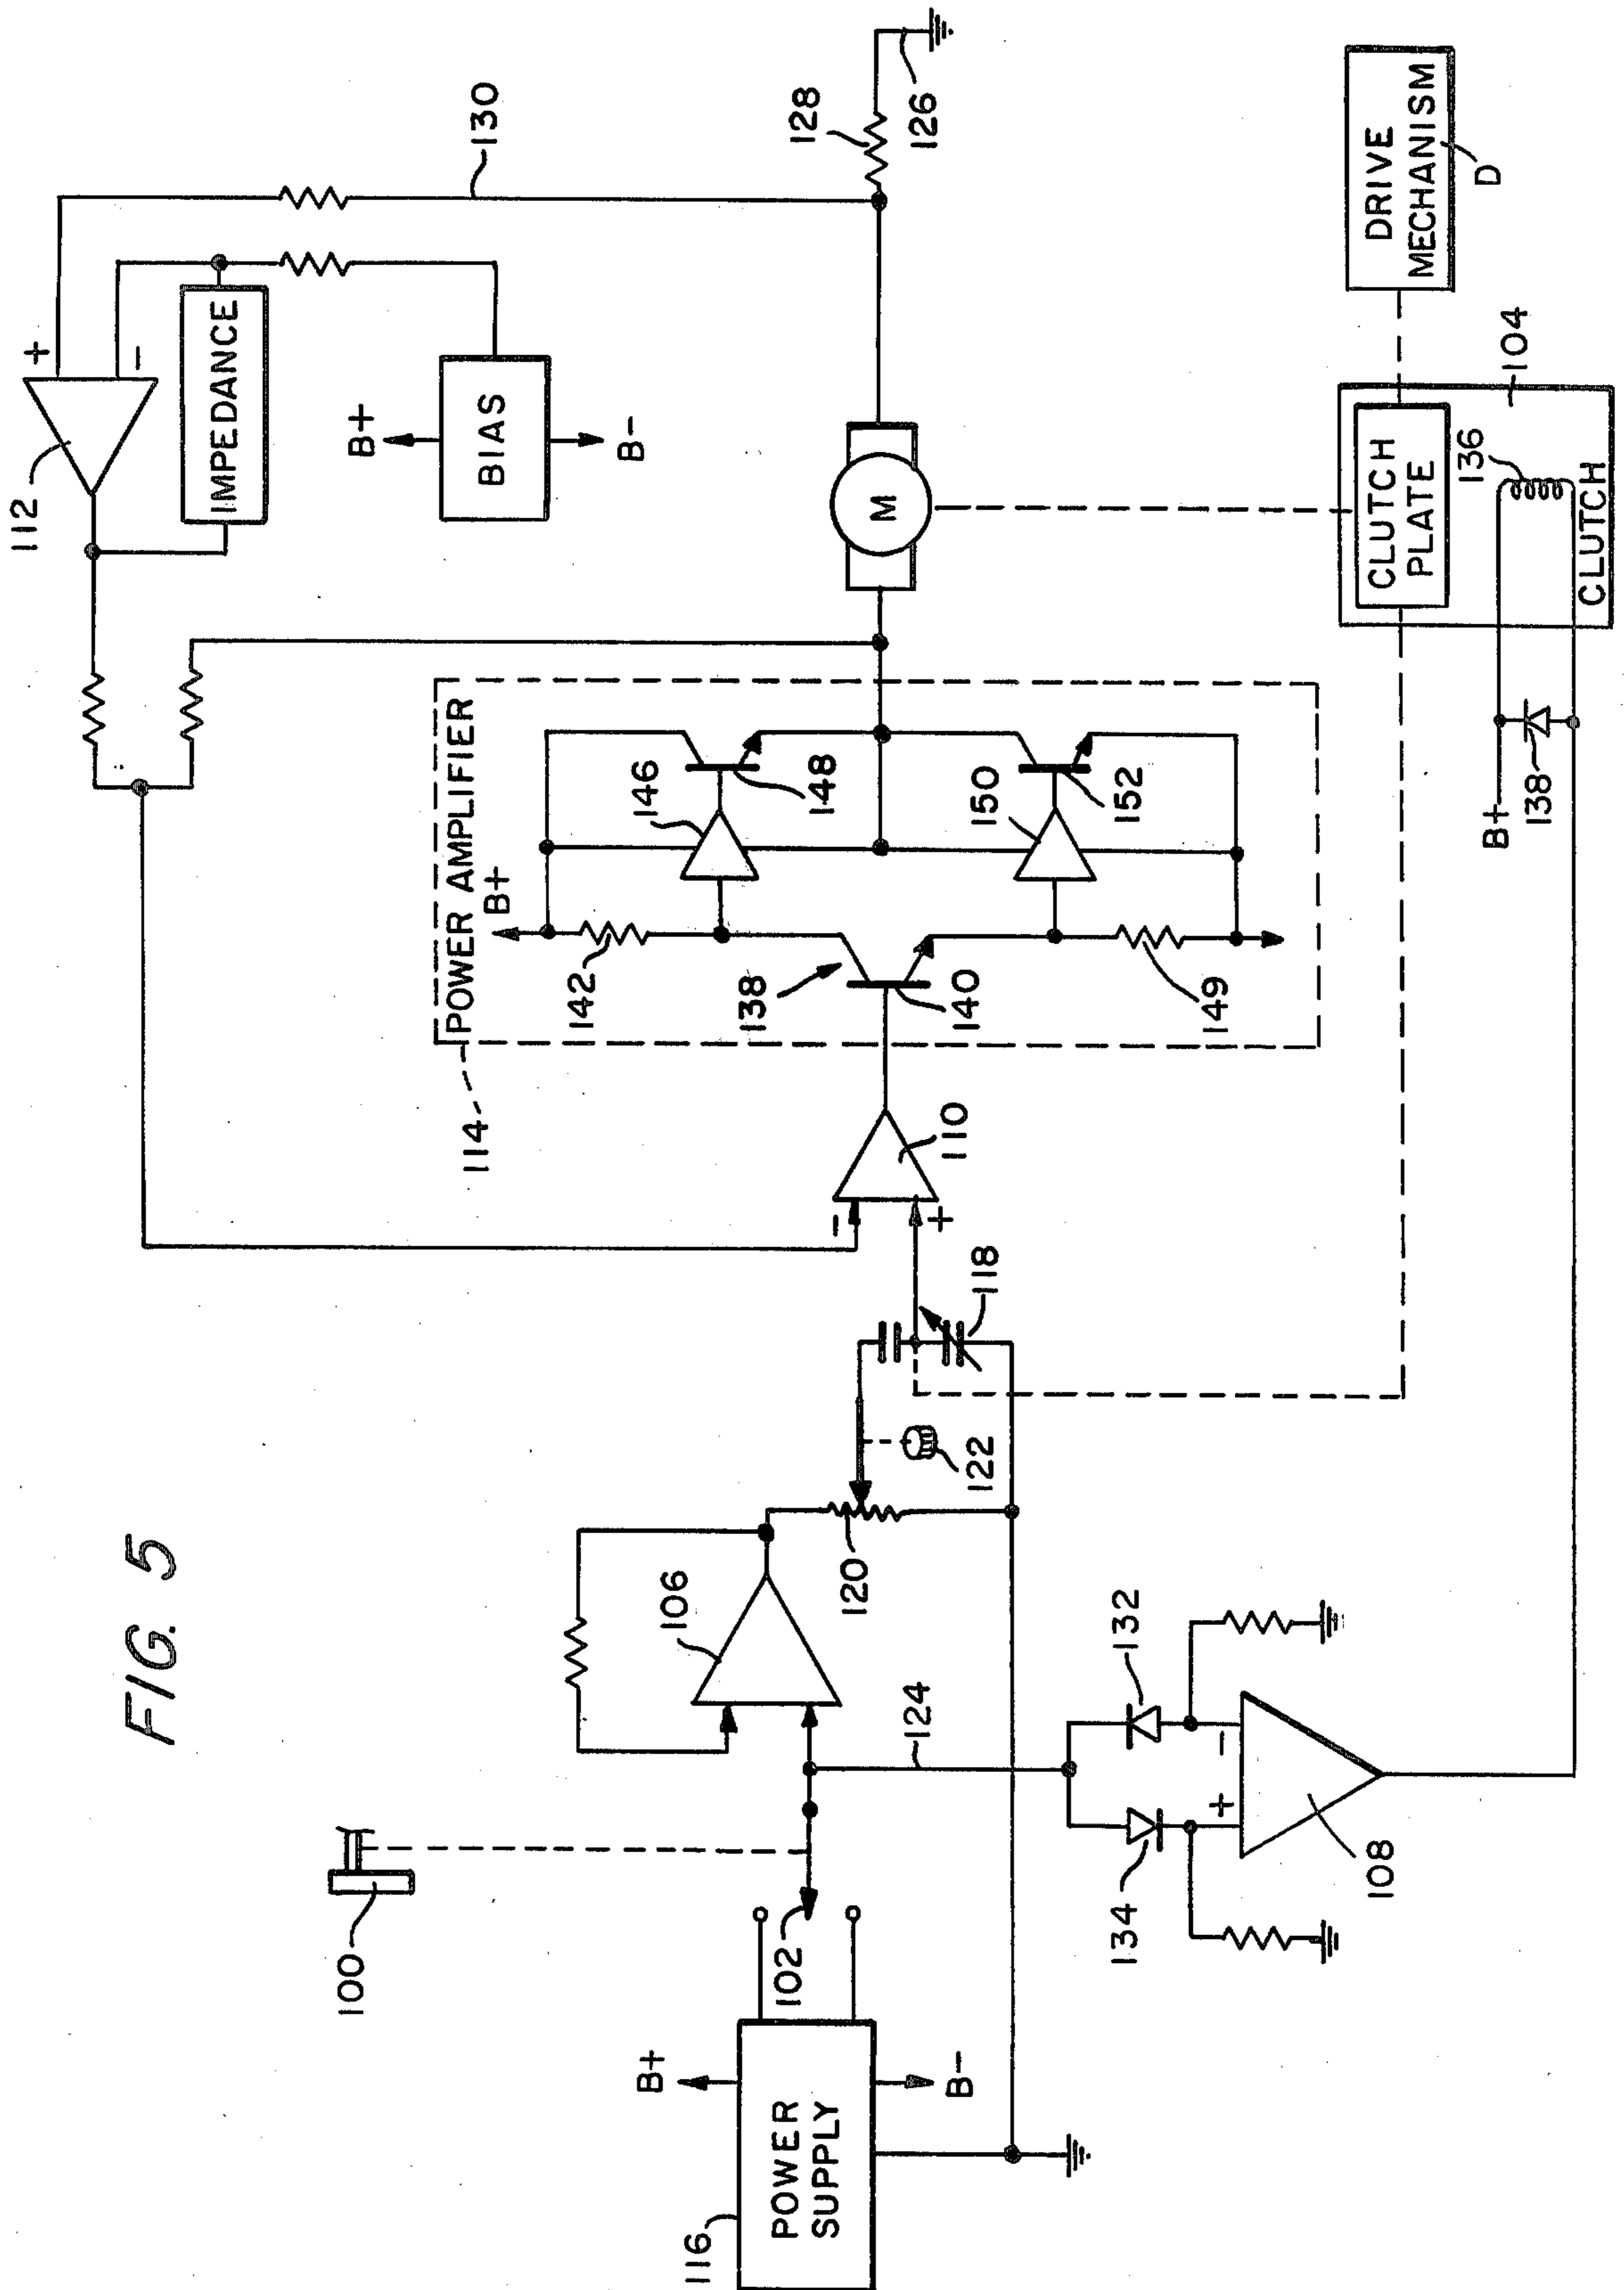 FIG. 5
112
+
-
IMPEDANCE
130
B+
BIAS
B-
128
126
M
114
POWER AMPLIFIER
B+
142
146
148
138
140
150
152
149
110
-
+
118
122
120
106
100
102
124
116
POWER
SUPPLY
B+
B-
132
134
+
-
108
B+
138
136
CLUTCH
PLATE
CLUTCH
104
DRIVE
MECHANISM
D